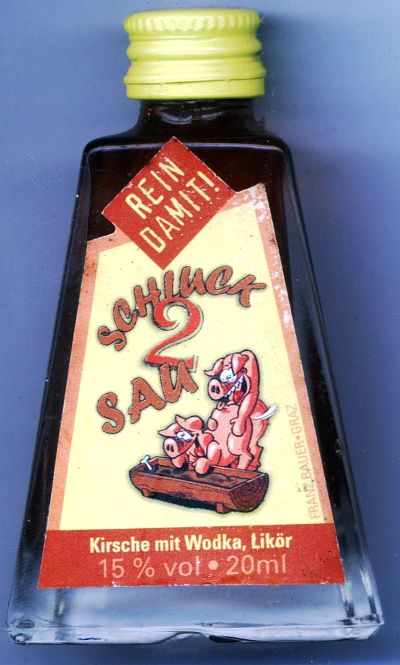 REIN
DAMIT!
SCHLUCK
2
SAU
FRANZ BAUER•GRAZ
Kirsche mit Wodka, Likör
15 % vol • 20ml